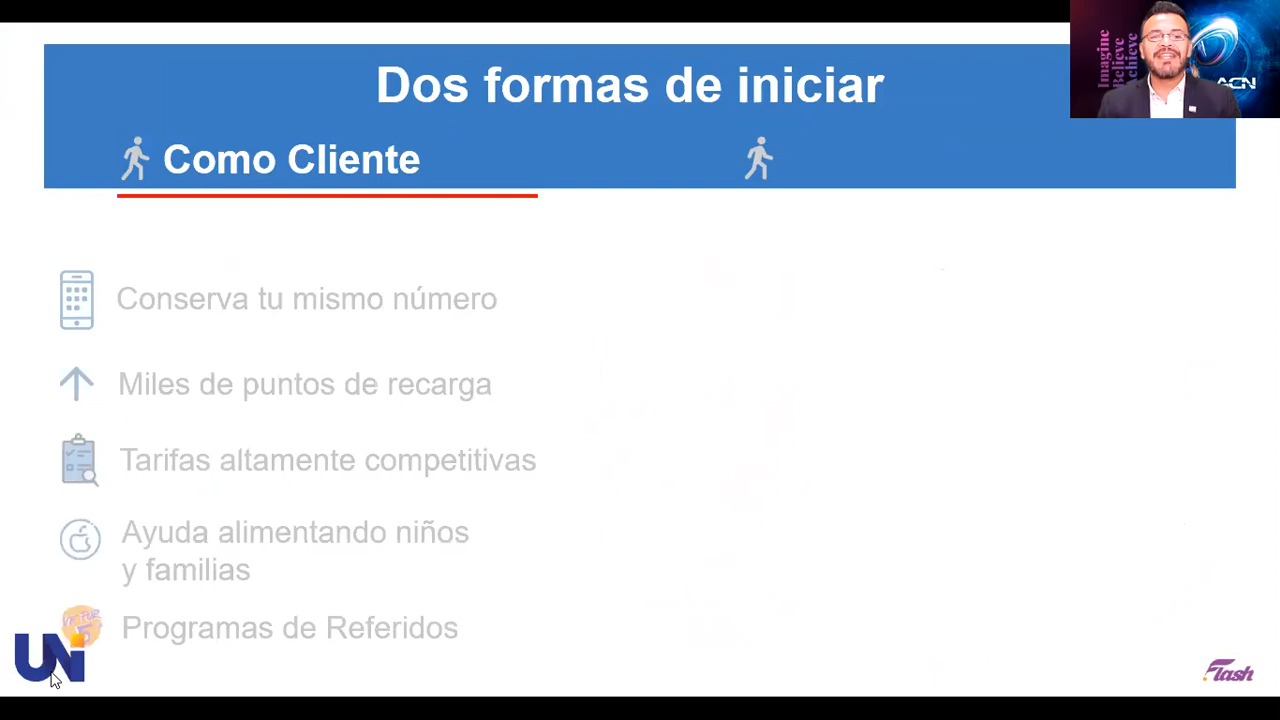 Dos formas de iniciar
Como Cliente
Conserva tu mismo número
Miles de puntos de recarga
Tarifas altamente competitivas
Ayuda alimentando niños
y familias
Programas de Referidos
UNi
Flash
Imagine
Believe
Achieve
ACN